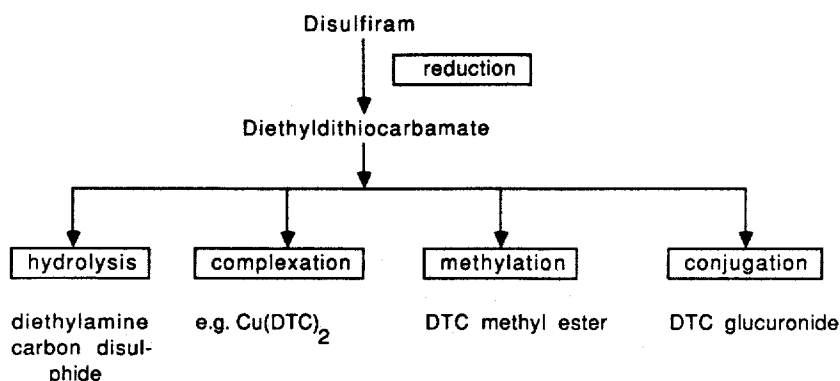 Disulfiram
reduction
Diethyldithiocarbamate
hydrolysis
complexation
methylation
conjugation
diethylamine
carbon disul-
phide
e.g. Cu(DTC)2
DTC methyl ester
DTC glucuronide